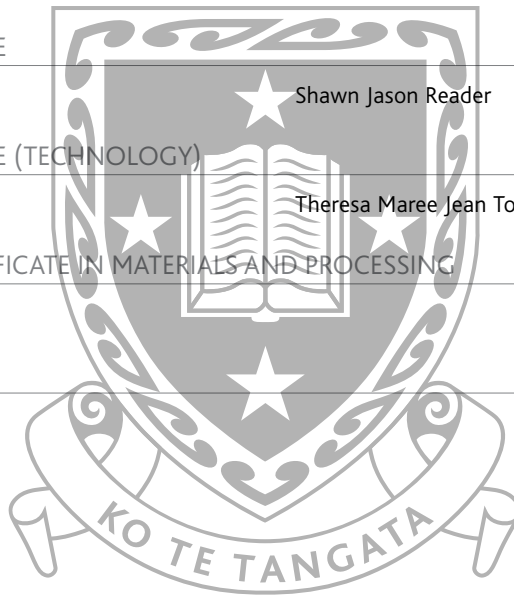 E
Shawn Jason Reader
E (TECHNOLOGY)
Theresa Maree Jean To
FICATE IN MATERIALS AND PROCESSING
KO TE TANGATA